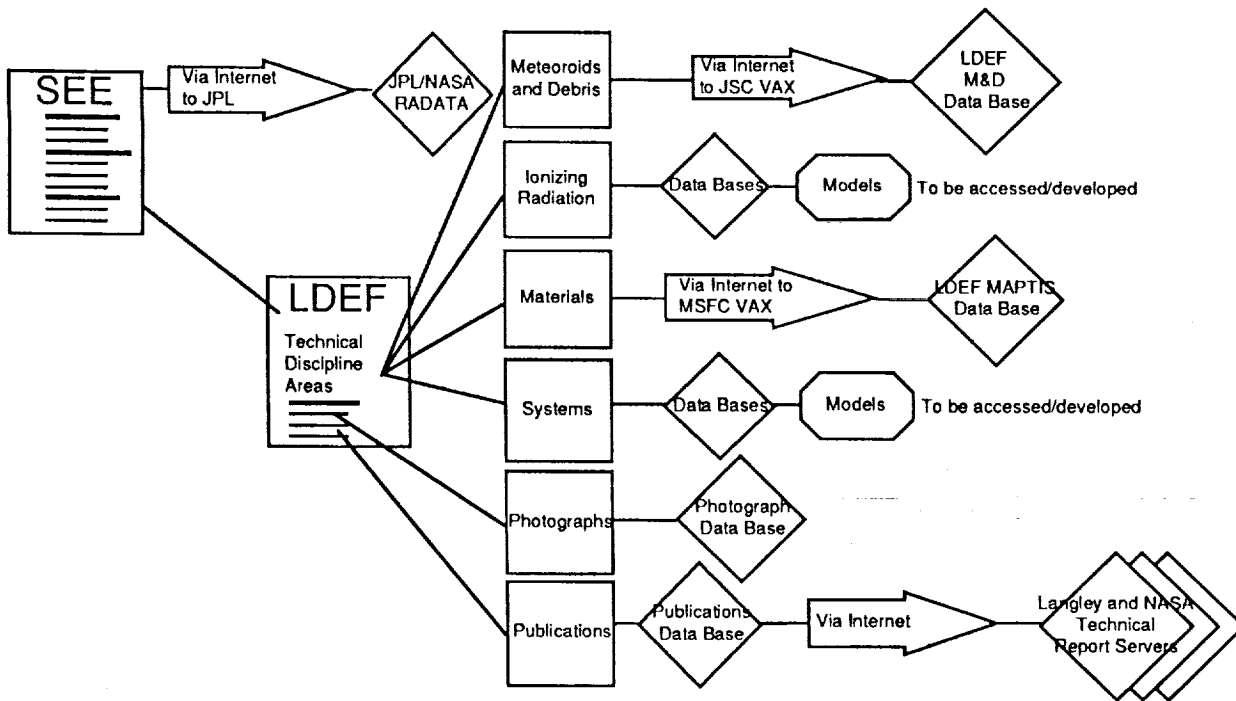 SEE
Via Internet
to JPL
JPL/NASA
RADATA
Meteoroids
and Debris
Via Internet
to JSC VAX
LDEF
M&D
Data Base
Ionizing
Radiation
Data Bases
Models
To be accessed/developed
LDEF
Technical
Discipline
Areas
Materials
Via Internet to
MSFC VAX
LDEF MAPTIS
Data Base
Systems
Data Bases
Models
To be accessed/developed
Photographs
Photograph
Data Base
Publications
Publications
Data Base
Via Internet
Langley and NASA
Technical
Report Servers